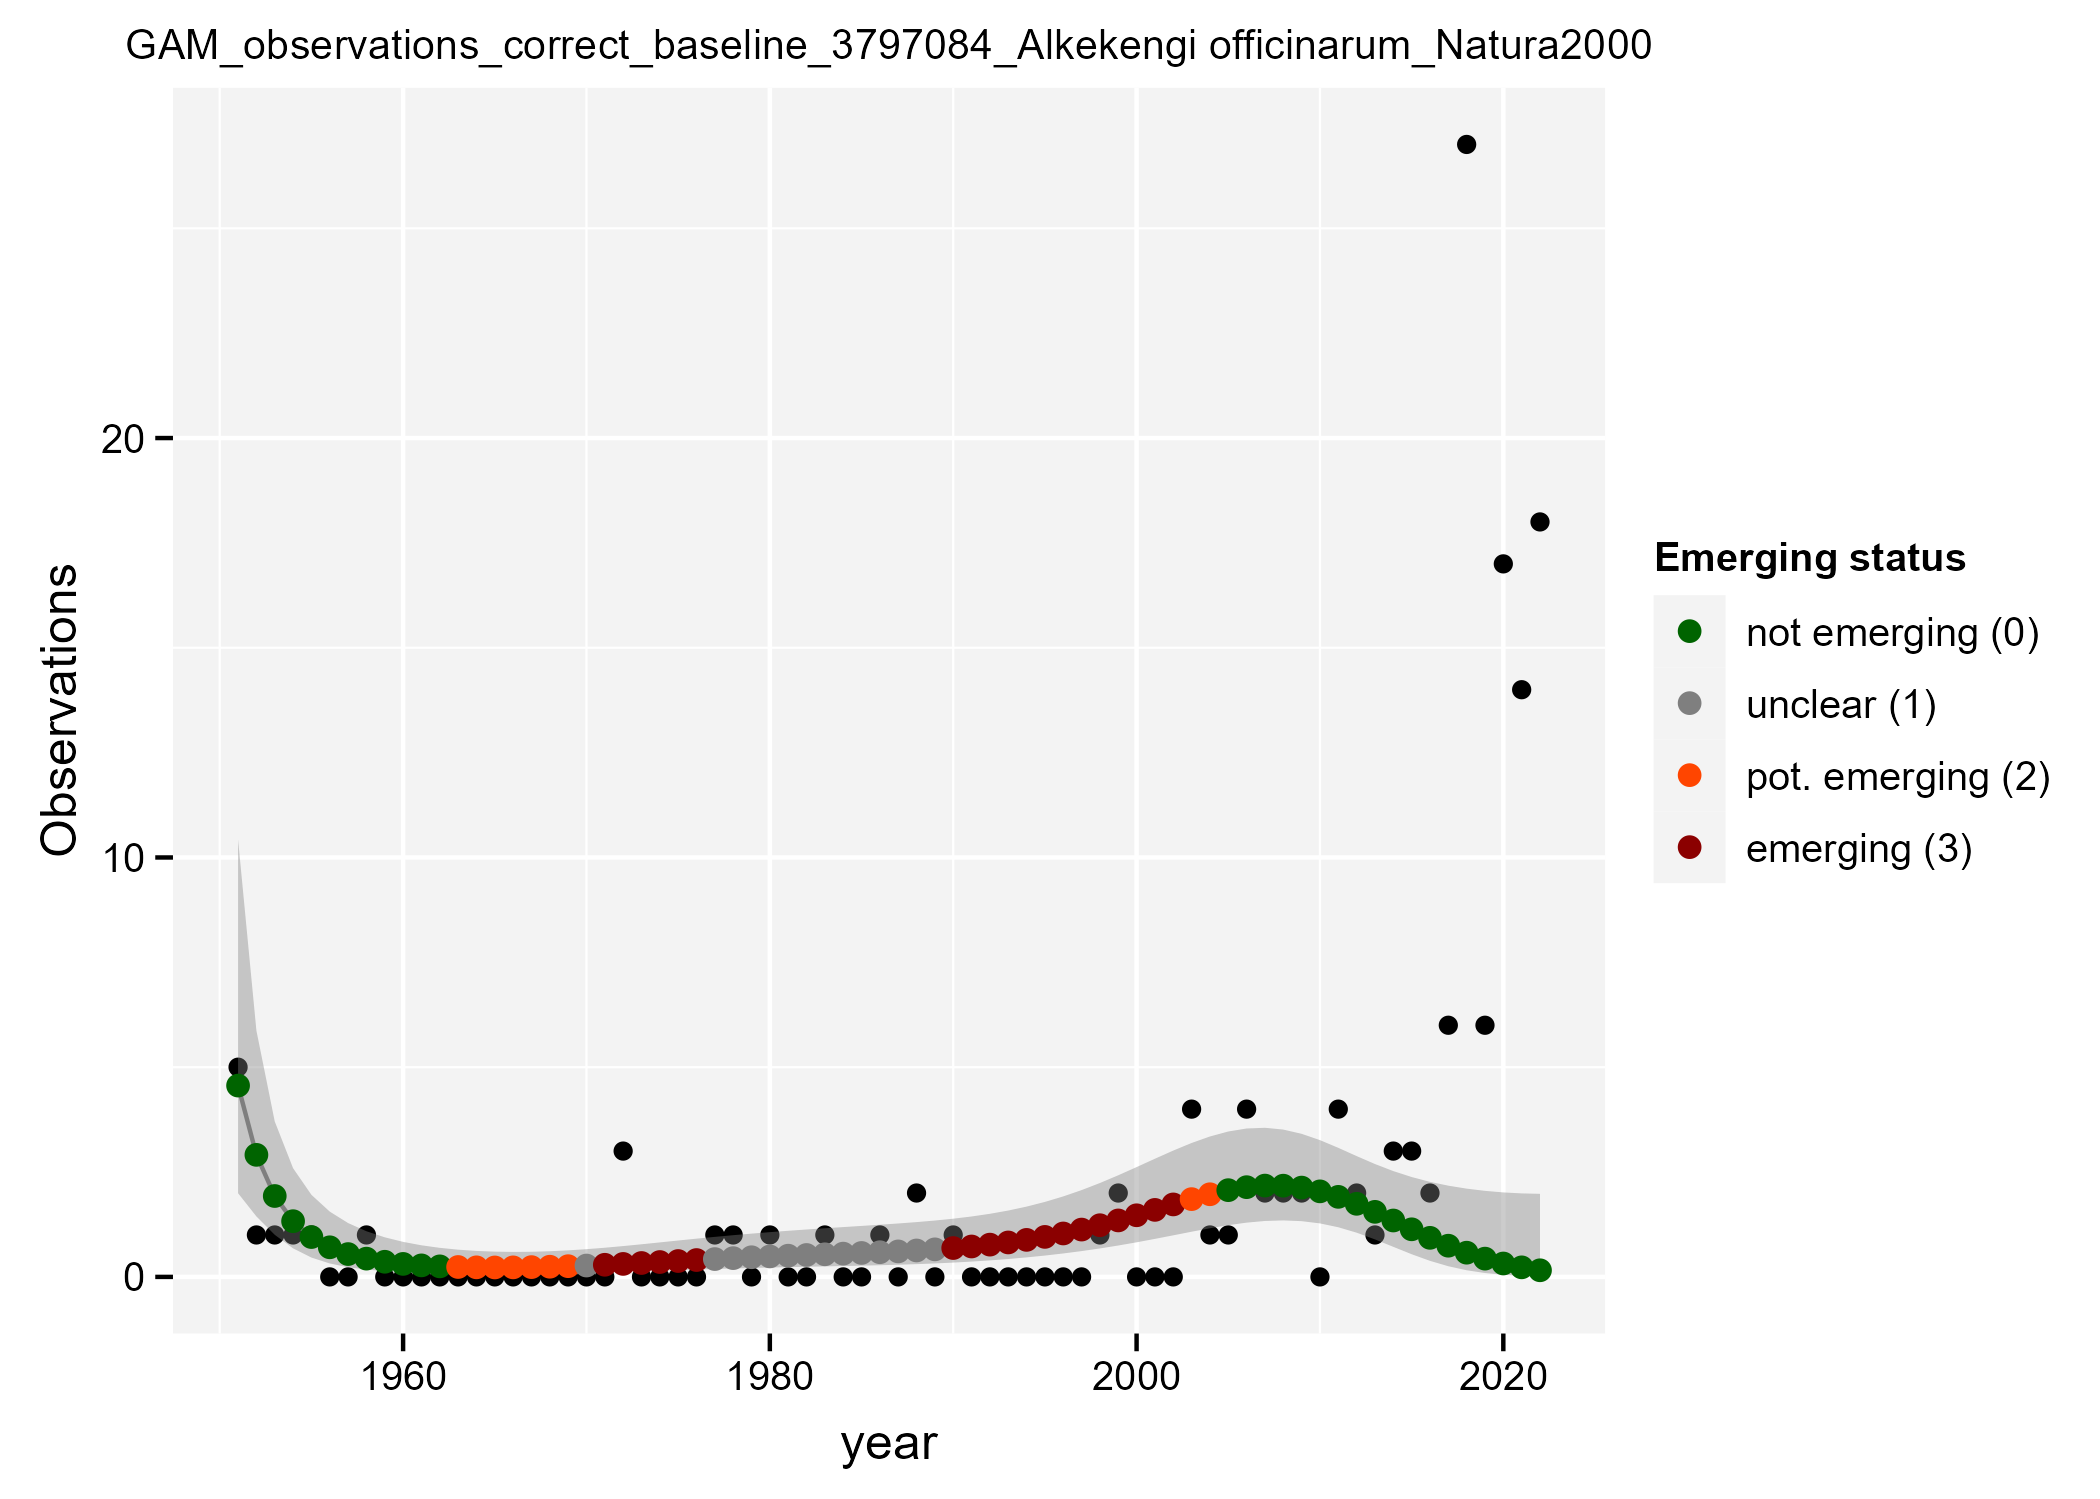 GAM_observations_correct_baseline_3797084_Alkekengi officinarum_Natura2000
Observations
20
10
0
1960
1980
2000
2020
year
Emerging status
not emerging (0)
unclear (1)
pot. emerging (2)
emerging (3)